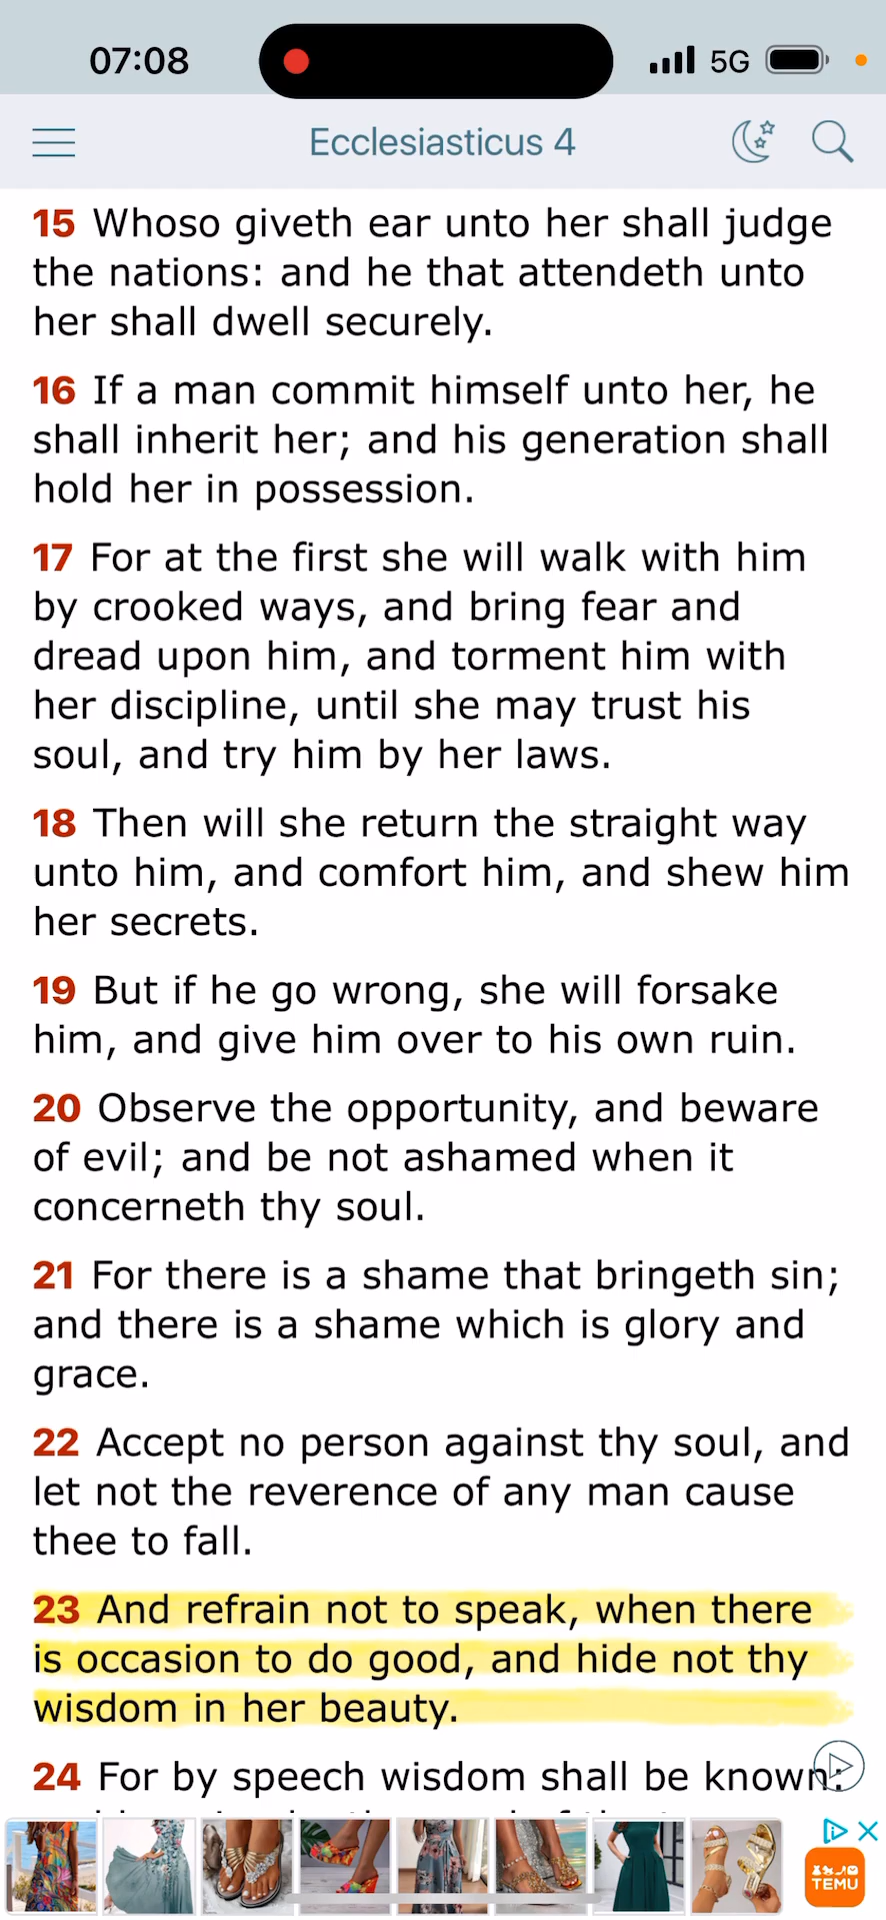 07:08
5G
Ecclesiasticus 4
15 Whoso giveth ear unto her shall judge
the nations: and he that attendeth unto
her shall dwell securely.
16 If a man commit himself unto her, he
shall inherit her; and his generation shall
hold her in possession.
17 For at the first she will walk with him
by crooked ways, and bring fear and
dread upon him, and torment him with
her discipline, until she may trust his
soul, and try him by her laws.
18 Then will she return the straight way
unto him, and comfort him, and shew him
her secrets.
19 But if he go wrong, she will forsake
him, and give him over to his own ruin.
20 Observe the opportunity, and beware
of evil; and be not ashamed when it
concerneth thy soul.
21 For there is a shame that bringeth sin;
and there is a shame which is glory and
grace.
22 Accept no person against thy soul, and
let not the reverence of any man cause
thee to fall.
23 And refrain not to speak, when there
is occasion to do good, and hide not thy
wisdom in her beauty.
24 For by speech wisdom shall be known:
TEMU